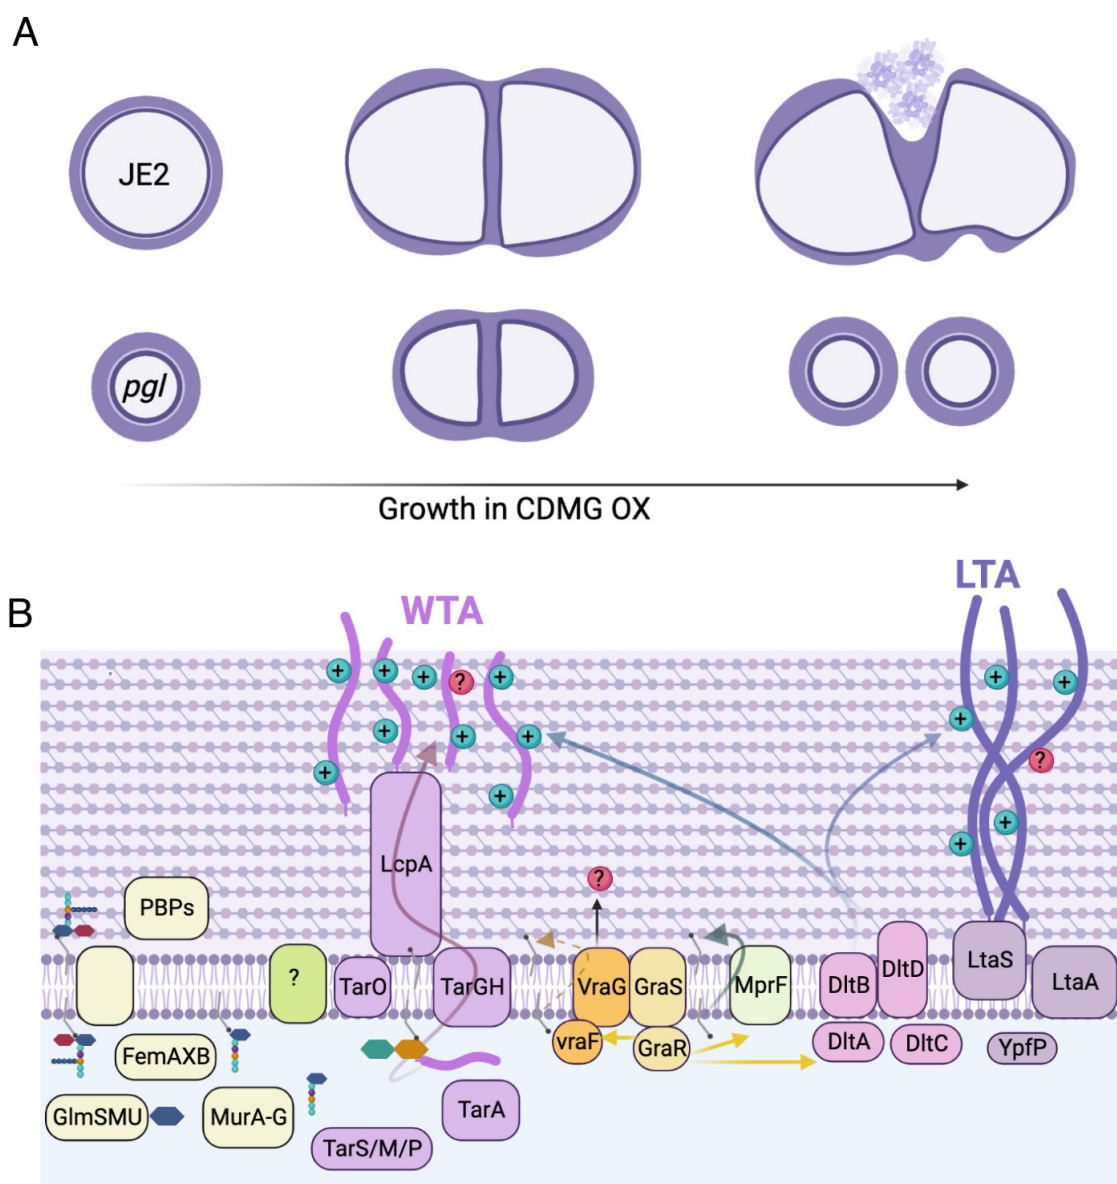 A
JE2
pgl
Growth in CDMG OX
B
WTA
LTA
+ + + ? + +
+ + + + ?
+ + +
+
LcpA
?
PBPs
?
TarO
TarGH
VraG
GraS
MprF
DltB
DltD
LtaS
LtaA
FemAXB
vraF
GraR
DltA
DltC
YpfP
GlmSMU
MurA-G
TarA
TarS/M/P